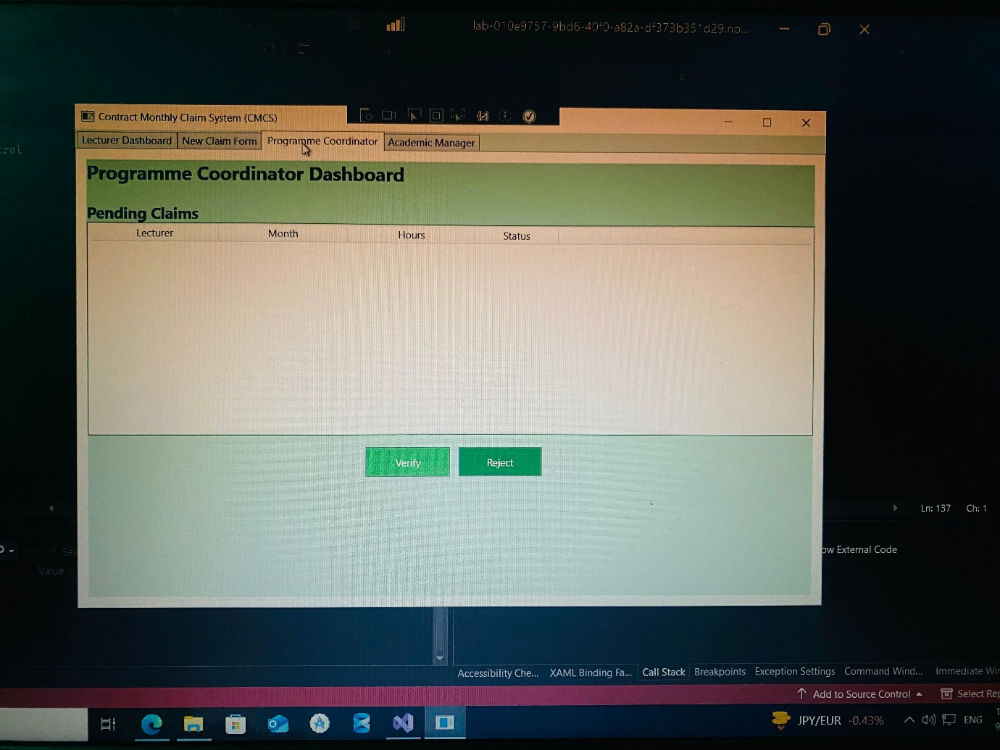 lab-010e9757-9bd6-40f0-a82a-df373b351d29.no...
Contract Monthly Claim System (CMCS)
Lecturer Dashboard New Claim Form Programme Coordinator Academic Manager
rol
Programme Coordinator Dashboard
Pending Claims
Lecturer Month Hours Status
Verify Reject
Ln: 137 Ch: 1
Sea
ow External Code
Value
Accessibility Che... XAML Binding Fa... Call Stack Breakpoints Exception Settings Command Wind... Immediate Wi
Add to Source Control Select Rep
JPY/EUR -0.43% ENG